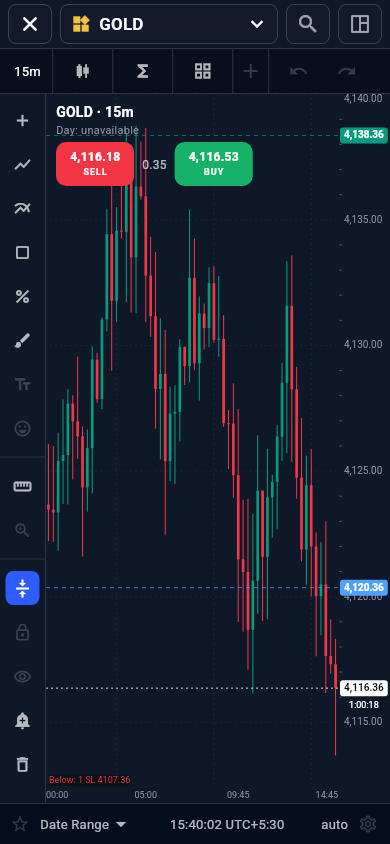 GOLD
15m
GOLD · 15m
Day: unavailable
4,116.18
SELL
0.35
4,116.53
BUY
4,140.00
4,138.36
4,135.00
4,130.00
4,125.00
4,120.36
4,120.00
4,116.36
1:00:18
4,115.00
Below: 1 SL 4107.36
00:00 05:00 09:45 14:45
Date Range 15:40:02 UTC+5:30 auto